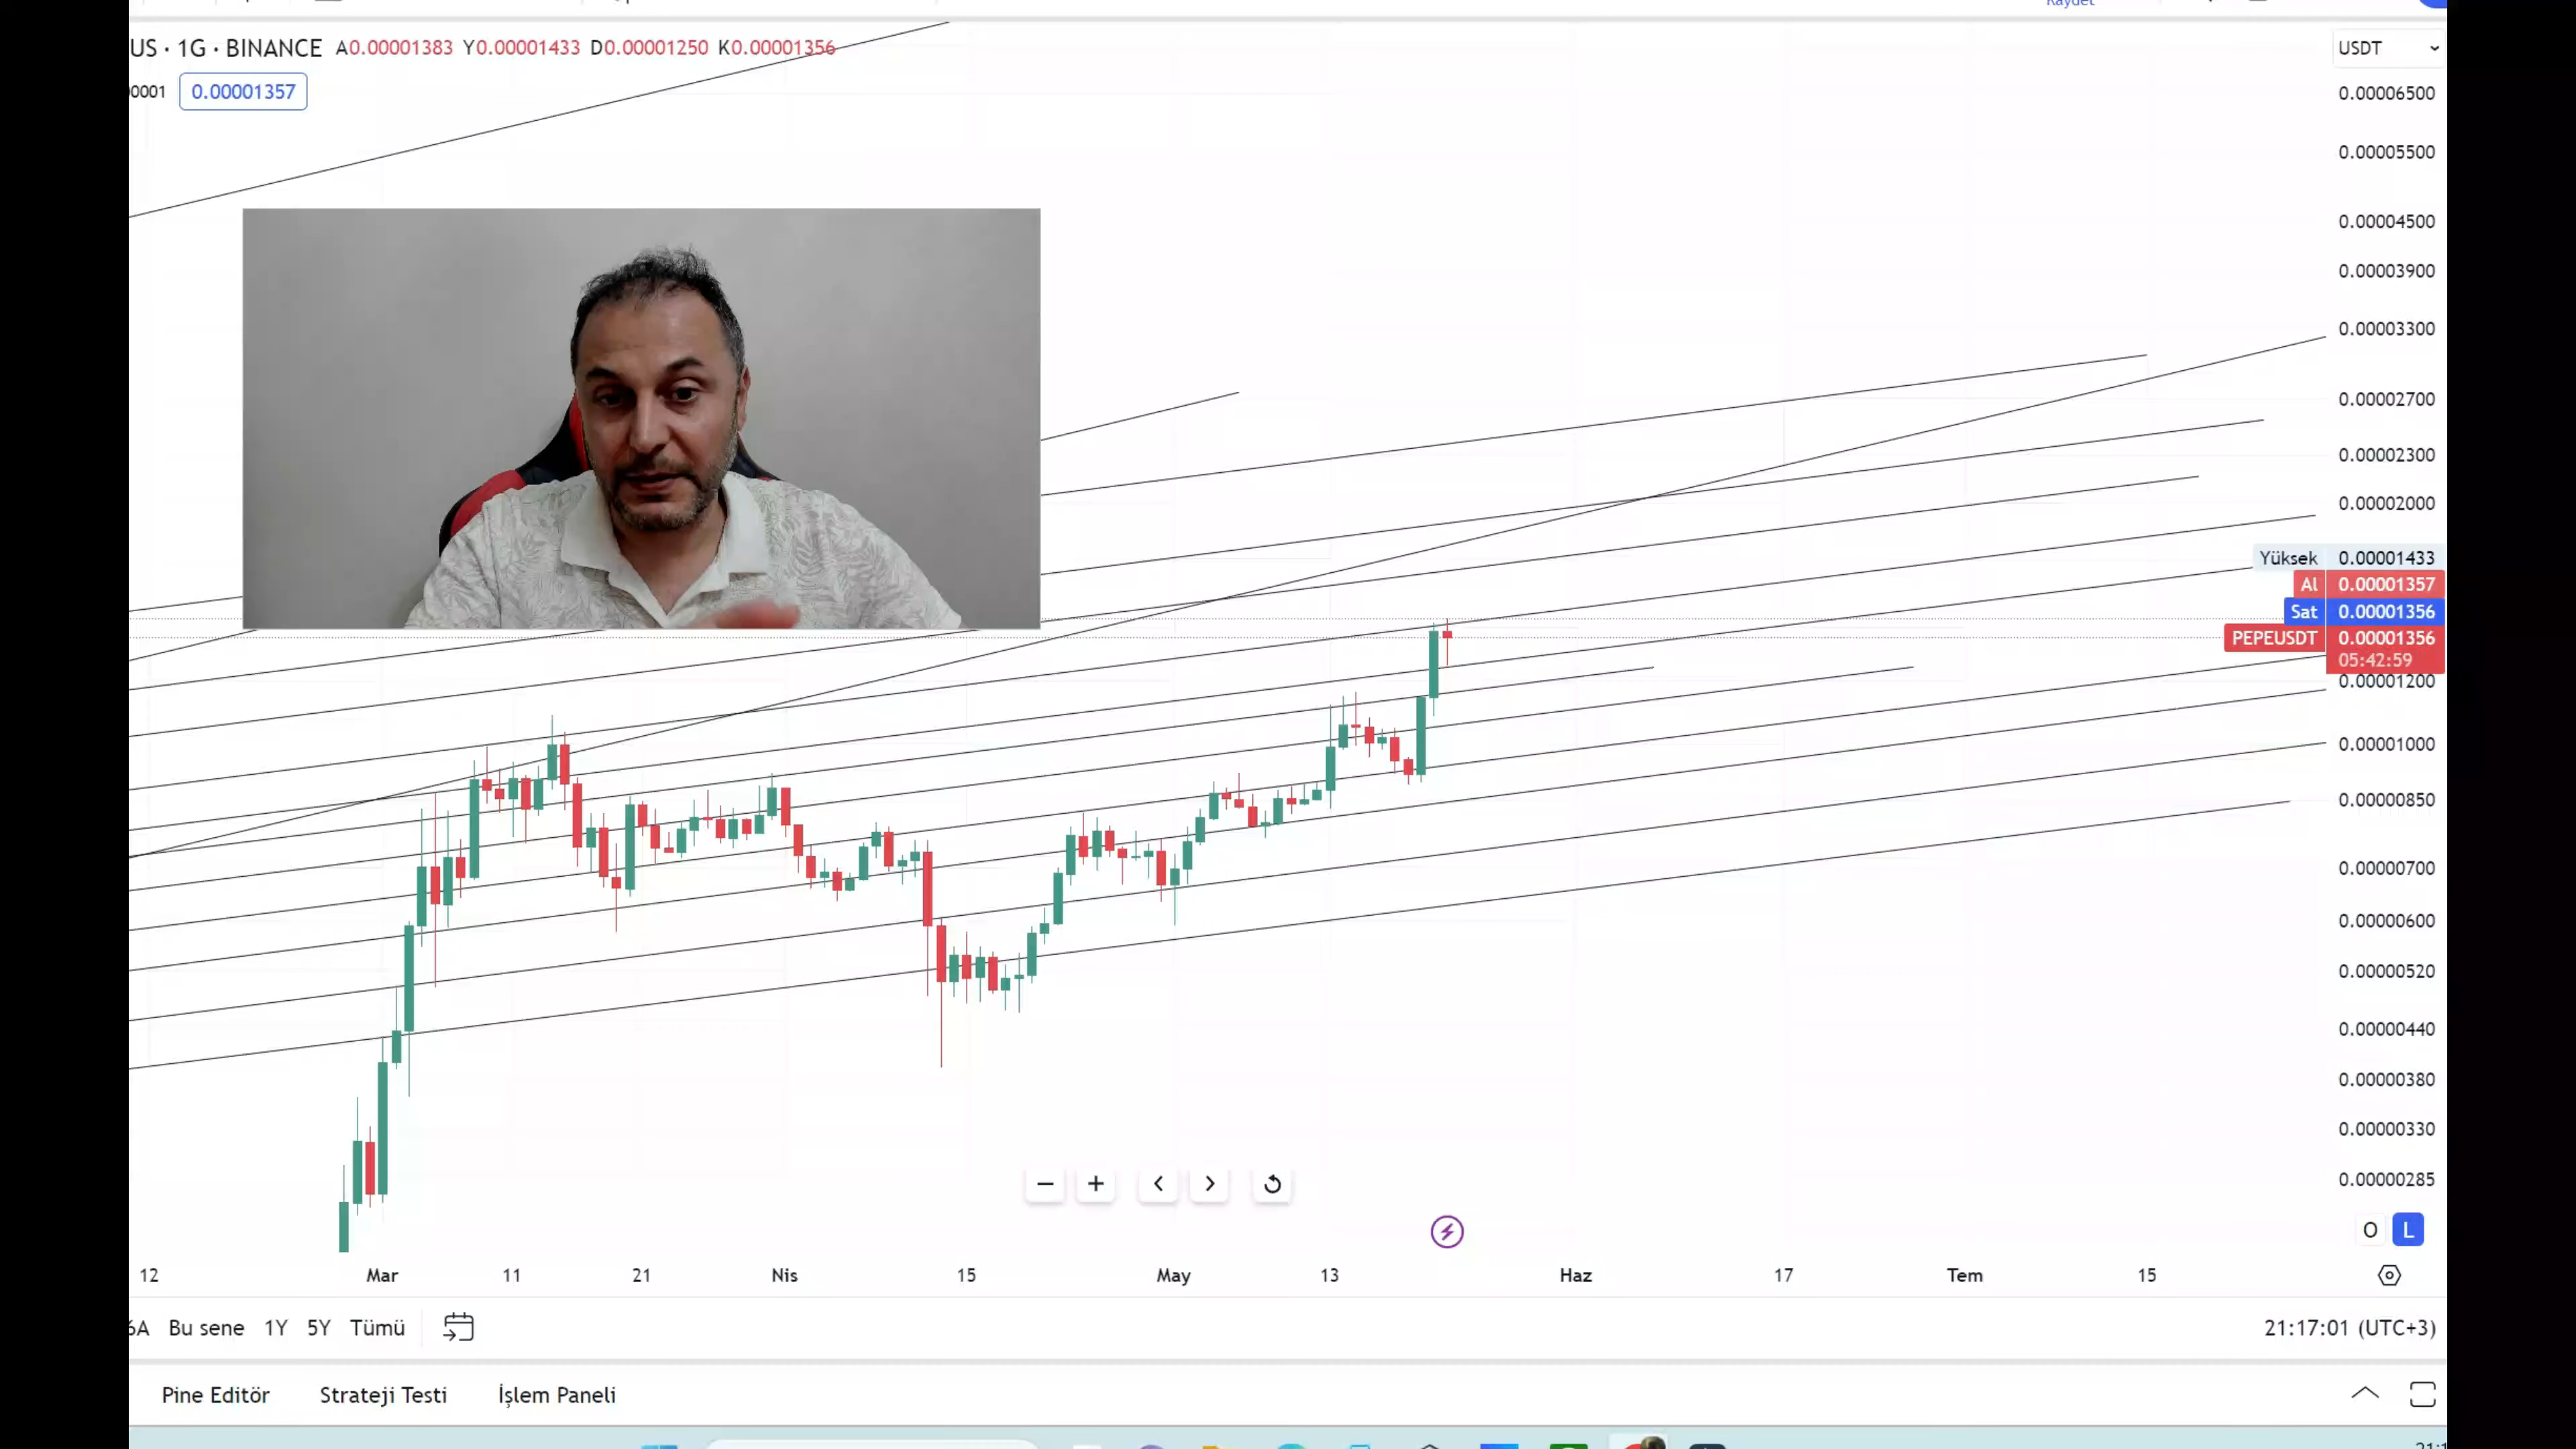 Kaydet
US · 1G · BINANCE A0.00001383 Y0.00001433 D0.00001250 K0.00001356
USDT
0001 0.00001357
0.00006500
0.00005500
0.00004500
0.00003900
0.00003300
0.00002700
0.00002300
0.00002000
Yüksek 0.00001433
Al 0.00001357
Sat 0.00001356
PEPEUSDT 0.00001356
05:42:59
0.00001200
0.00001000
0.00000850
0.00000700
0.00000600
0.00000520
0.00000440
0.00000380
0.00000330
0.00000285
O L
12 Mar 11 21 Nis 15 May 13 Haz 17 Tem 15
6A Bu sene 1Y 5Y Tümü 21:17:01 (UTC+3)
Pine Editör Strateji Testi İşlem Paneli